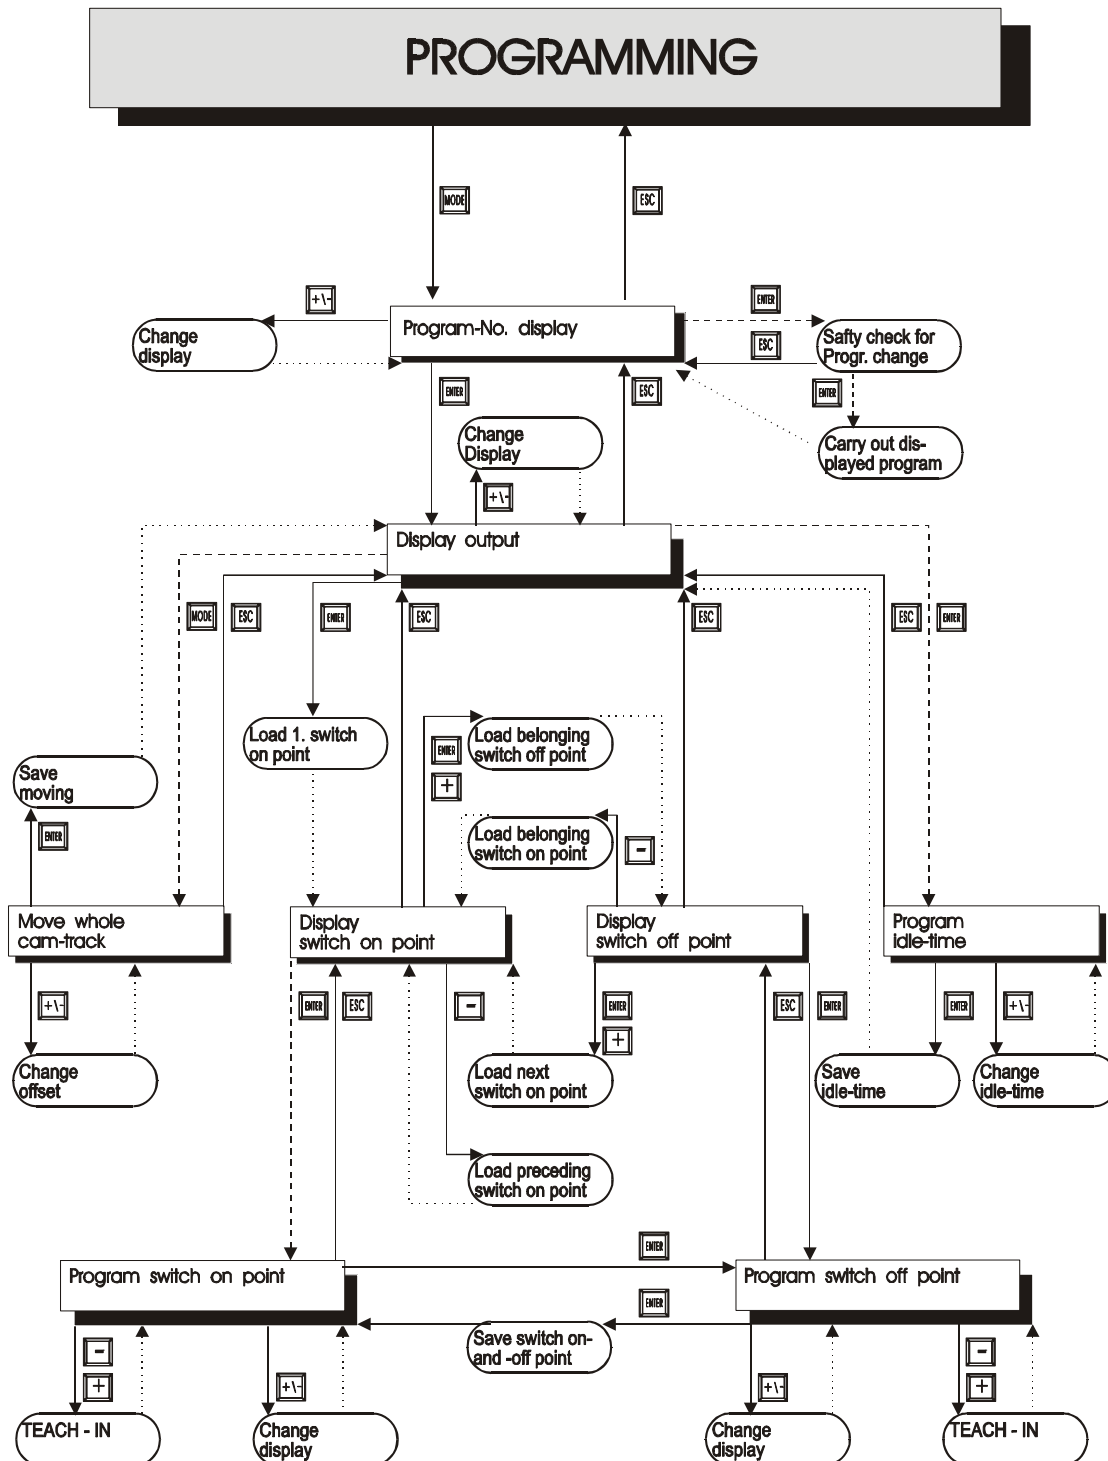 PROGRAMMING
MODE
ESC
+\-
ENTER
Program-No. display
Change
display
ESC
Safty check for
Progr. change
ENTER
ESC
ENTER
Change
Display
Carry out dis-
played program
+\-
Display output
MODE
ESC
ENTER
ESC
ESC
ESC
ENTER
Load 1. switch
on point
ENTER
+
Load belonging
switch off point
Save
moving
ENTER
Load belonging
switch on point
-
Move whole
cam-track
Display
switch on point
Display
switch off point
Program
idle-time
+\-
ENTER
ESC
-
ENTER
+
ESC
ENTER
ENTER
+\-
Change
offset
Load next
switch on point
Save
idle-time
Change
idle-time
Load preceding
switch on point
ENTER
Program switch on point
Program switch off point
ENTER
Save switch on-
and -off point
-
+
+\-
+\-
-
+
TEACH - IN
Change
display
Change
display
TEACH - IN